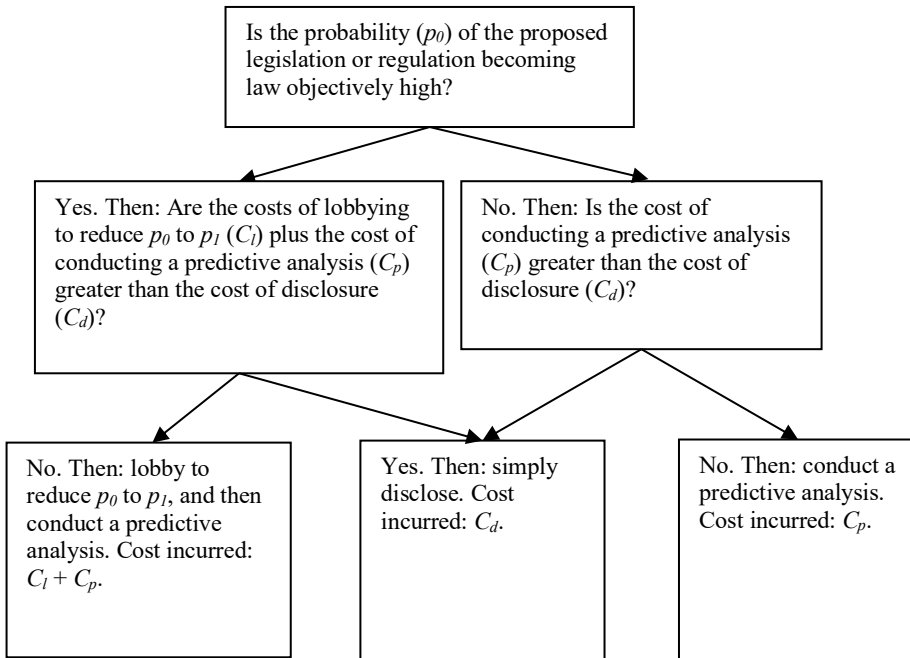 Is the probability (p0) of the proposed
legislation or regulation becoming
law objectively high?
Yes. Then: Are the costs of lobbying
to reduce p0 to p1 (Cl) plus the cost of
conducting a predictive analysis (Cp)
greater than the cost of disclosure
(Cd)?
No. Then: Is the cost of
conducting a predictive analysis
(Cp) greater than the cost of
disclosure (Cd)?
No. Then: lobby to
reduce p0 to p1, and then
conduct a predictive
analysis. Cost incurred:
Cl + Cp.
Yes. Then: simply
disclose. Cost
incurred: Cd.
No. Then: conduct a
predictive analysis.
Cost incurred: Cp.